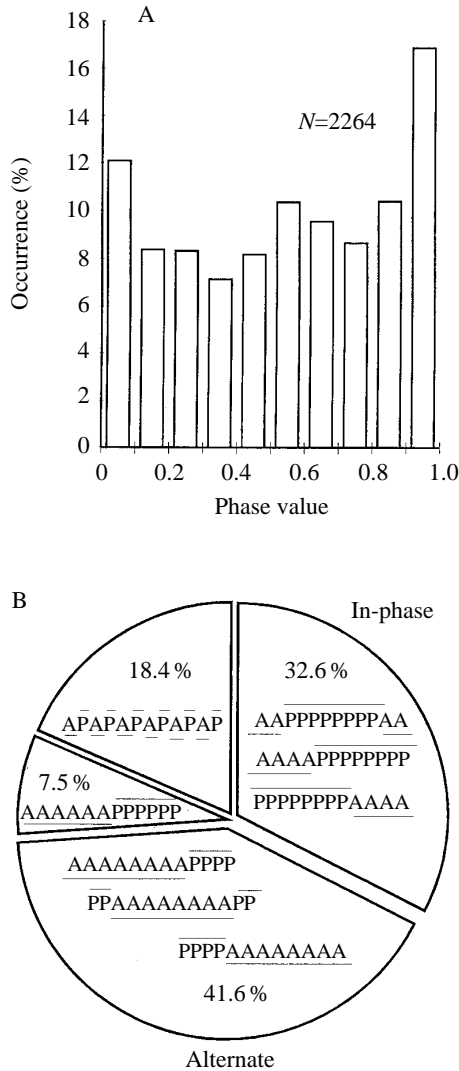 A
18
16
14
12
10
8
6
4
2
0
Occurrence (%)
N=2264
0 0.2 0.4 0.6 0.8 1.0
Phase value
B
In-phase
18.4 %
APAPAPAPAPAP
32.6 %
AAPPPPPPPPAA
AAAAPPPPPPPP
PPPPPPPPAAAA
7.5 %
AAAAAAPPPPPP
AAAAAAAAPPPP
PPAAAAAAAAPP
PPPPAAAAAAAA
41.6 %
Alternate